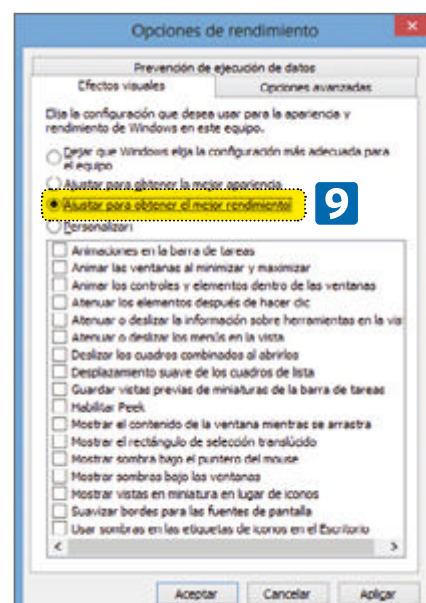 Opciones de rendimiento
Prevención de ejecución de datos
Efectos visuales
Opciones avanzadas
Elija la configuración que desea usar para la apariencia y
rendimiento de Windows en este equipo.
Dejar que Windows elija la configuración más adecuada para
el equipo
Ajustar para obtener la mejor apariencia
Ajustar para obtener el mejor rendimiento
9
Personalizar:
Animaciones en la barra de tareas
Animar las ventanas al minimizar y maximizar
Animar los controles y elementos dentro de las ventanas
Atenuar los elementos después de hacer clic
Atenuar o deslizar la información sobre herramientas en la vis
Atenuar o deslizar los menús en la vista
Deslizar los cuadros combinados al abrirlos
Desplazamiento suave de los cuadros de lista
Guardar vistas previas de miniaturas de la barra de tareas
Habilitar Peek
Mostrar el contenido de la ventana mientras se arrastra
Mostrar el rectángulo de selección translúcido
Mostrar sombra bajo el puntero del mouse
Mostrar sombras bajo las ventanas
Mostrar vistas en miniatura en lugar de iconos
Suavizar bordes para las fuentes de pantalla
Usar sombras en las etiquetas de iconos en el Escritorio
Aceptar
Cancelar
Aplicar